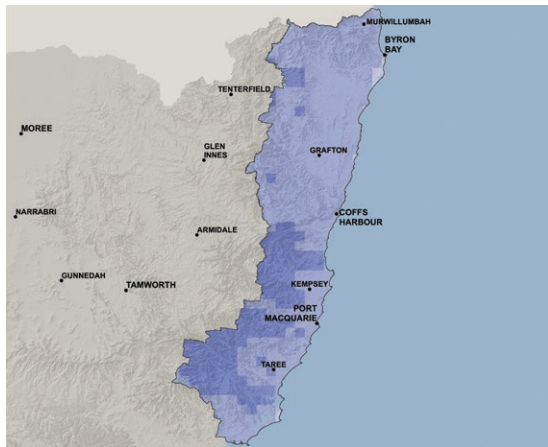 MURWILLUMBAH
BYRON
BAY
TENTERFIELD
MOREE
GLEN
INNES
GRAFTON
NARRABRI
COFFS
HARBOUR
ARMIDALE
GUNNEDAH
TAMWORTH
KEMPSEY
PORT
MACQUARIE
TAREE